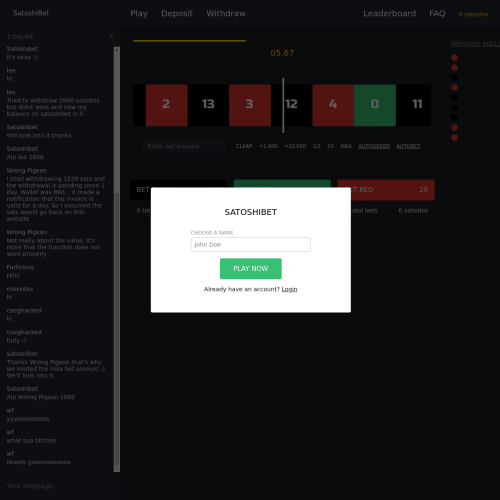 SatoshiBet
Play Deposit Withdraw
Leaderboard FAQ 0 satoshis
1 ONLINE X
Satoshibet
It's okay :)
leo
hi
leo
Tried to withdraw 2800 satoshis
but didnt work and now my
balance on satoshibet is 0
Satoshibet
Will look into it thanks
Satoshibet
/tip leo 2800
Wrong Pigeon
I tried withdrawing 1539 sats and
the withdrawal is pending since 1
day. Wallet was BWL . It made a
notification that the invoice is
valid for a day. So I assumed the
sats would go back on this
website
Wrong Pigeon
Not really about the value, it's
more that the function does not
work properly
Furlicious
Hthi!
maxxdxx
hi
coeghacked
hi
coeghacked
furly :)
Satoshibet
Thanks Wrong Pigeon that's why
we limited the max bet amount :)
We'll look into it
Satoshibet
/tip Wrong Pigeon 1600
wf
yyyooooooooo
wf
what sup bitches
wf
tweets gooooooooooo
Your message...
05.67
PREVIOUS ROLLS
2 13 3 12 4 0 11
Enter bet amount CLEAR +1,000 +10,000 1/2 2X MAX AUTOGREEN AUTOBET
BET
T RED 2X
0 tot
total bets 0 satoshis
SATOSHIBET
CHOOSE A NAME
John Doe
PLAY NOW
Already have an account? Login